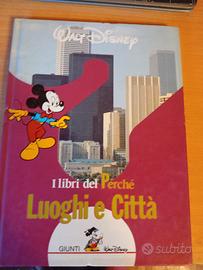 Walt Disney
I libri del Perché
Luoghi e Città
GIUNTI
Walt Disney
subito